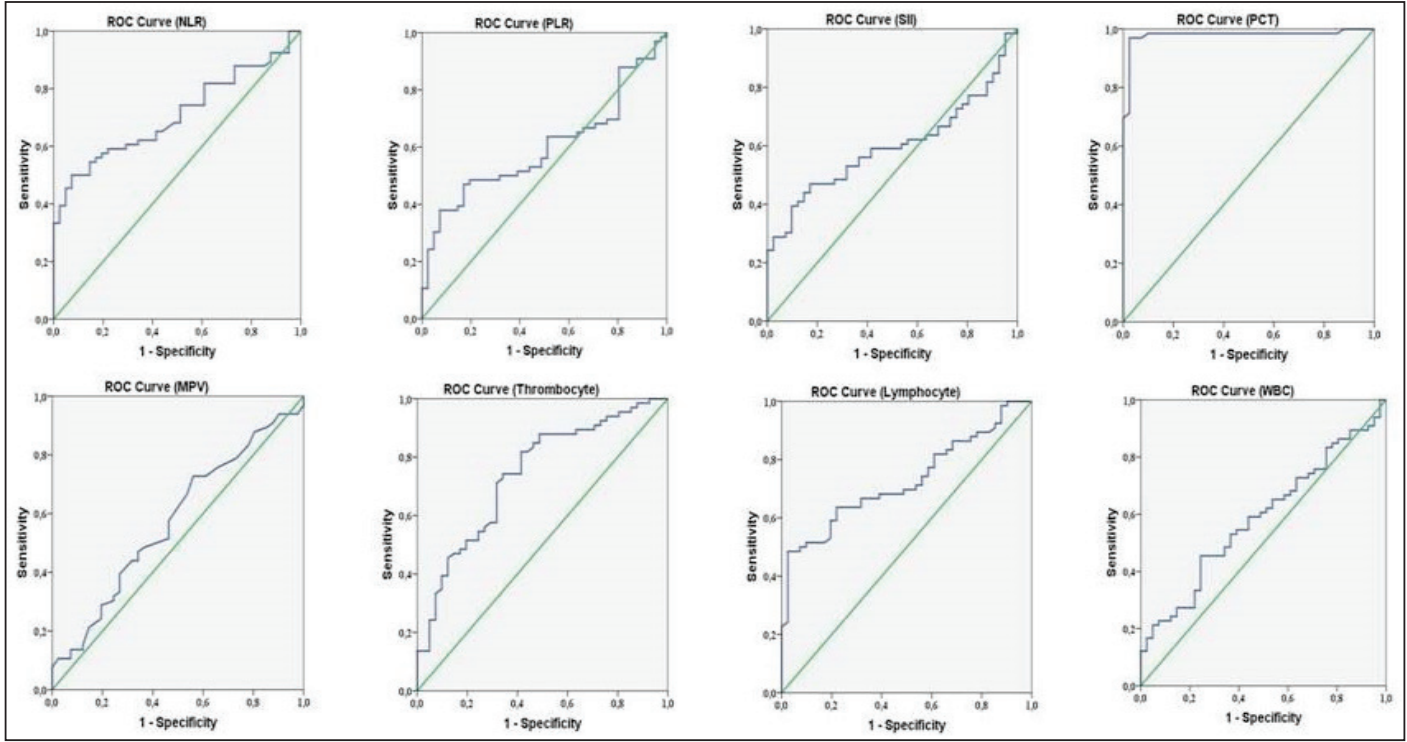 ROC Curve (NLR)
Sensitivity
1,0
0,8
0,6
0,4
0,2
0,0
0,0 0,2 0,4 0,6 0,8 1,0
1 - Specificity
ROC Curve (PLR)
Sensitivity
1,0
0,8
0,6
0,4
0,2
0,0
0,0 0,2 0,4 0,6 0,8 1,0
1 - Specificity
ROC Curve (SII)
Sensitivity
1,0
0,8
0,6
0,4
0,2
0,0
0,0 0,2 0,4 0,6 0,8 1,0
1 - Specificity
ROC Curve (PCT)
Sensitivity
1,0
0,8
0,6
0,4
0,2
0,0
0,0 0,2 0,4 0,6 0,8 1,0
1 - Specificity
ROC Curve (MPV)
Sensitivity
1,0
0,8
0,6
0,4
0,2
0,0
0,0 0,2 0,4 0,6 0,8 1,0
1 - Specificity
ROC Curve (Thrombocyte)
Sensitivity
1,0
0,8
0,6
0,4
0,2
0,0
0,0 0,2 0,4 0,6 0,8 1,0
1 - Specificity
ROC Curve (Lymphocyte)
Sensitivity
1,0
0,8
0,6
0,4
0,2
0,0
0,0 0,2 0,4 0,6 0,8 1,0
1 - Specificity
ROC Curve (WBC)
Sensitivity
1,0
0,8
0,6
0,4
0,2
0,0
0,0 0,2 0,4 0,6 0,8 1,0
1 - Specificity